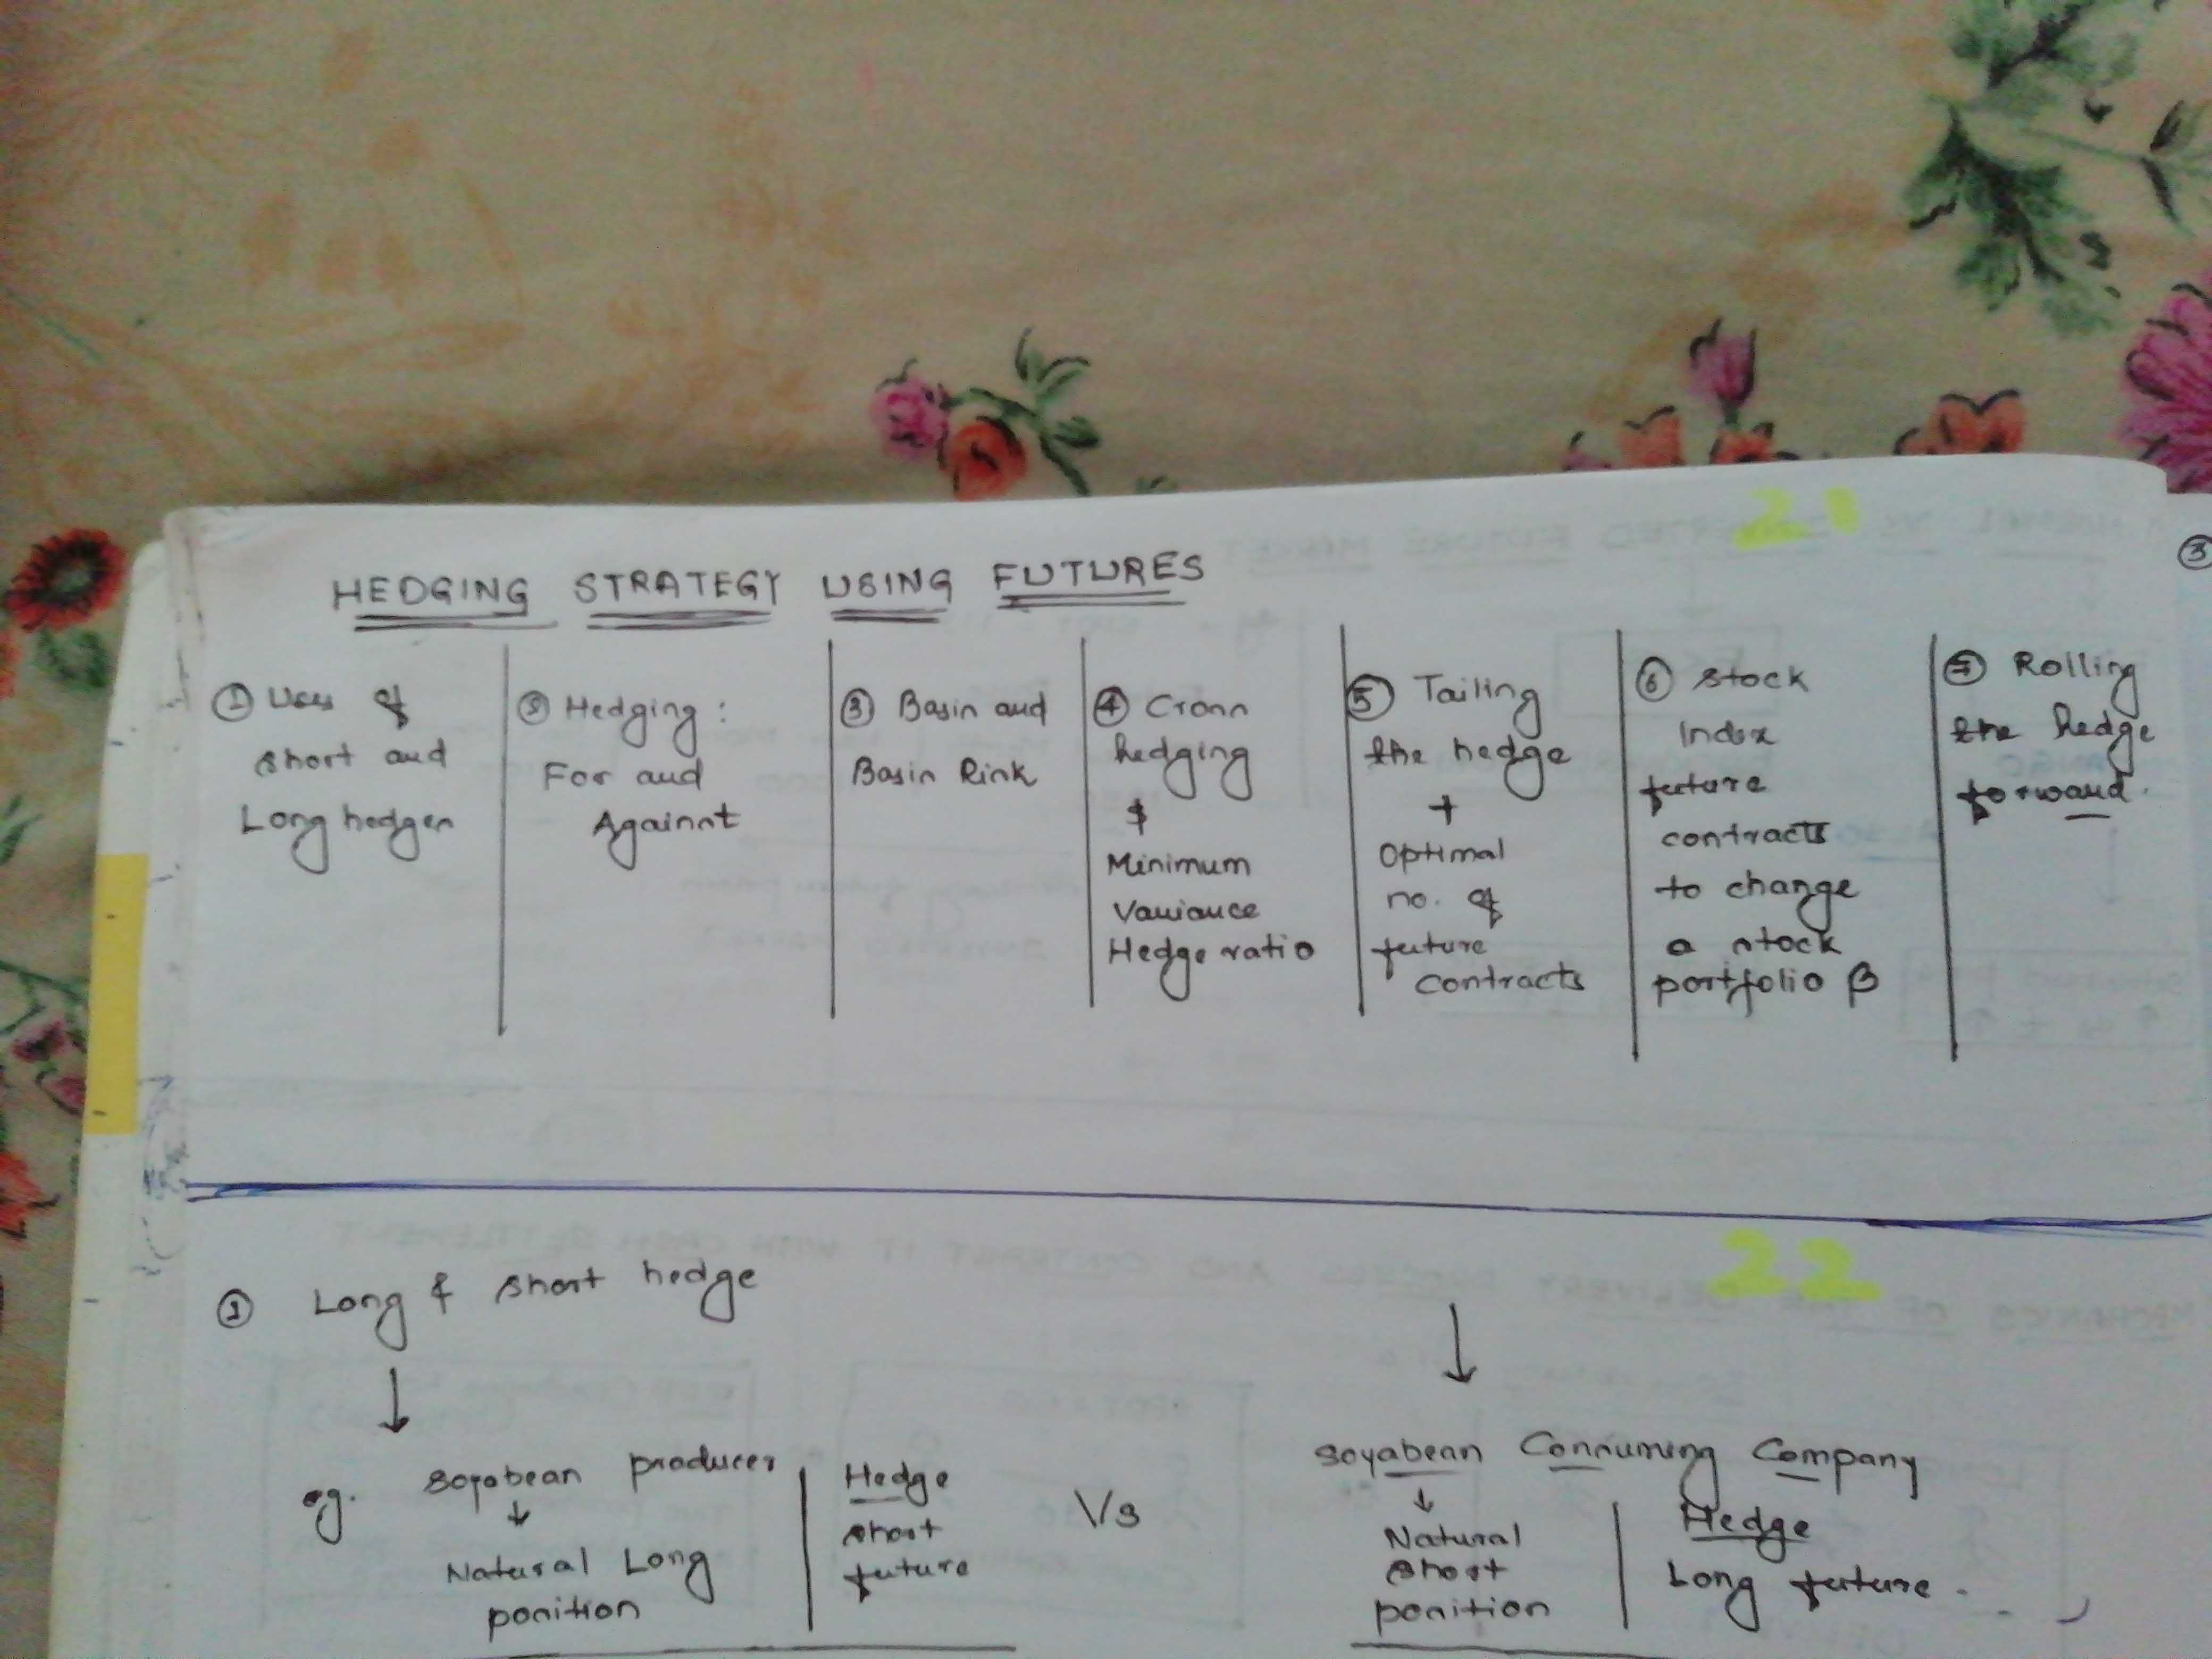 21
3
HEDGING STRATEGY USING FUTURES
① Uses of
short and
Long hedges
② Hedging :
For and
Against
③ Basis and
Basis Risk
④ Cross
hedging
&
Minimum
Variance
Hedge ratio
⑤ Tailing
the hedge
+
Optimal
no. of
future
contracts
⑥ Stock
Index
future
contracts
to change
a stock
portfolio β
⑦ Rolling
the hedge
forward.
22
① Long & short hedge
↓
↓
eg. Soyabean producer
↓
Natural Long
position
Hedge
short
future
Vs
Soyabean Consuming Company
↓
Natural
short
position
Hedge
Long future.